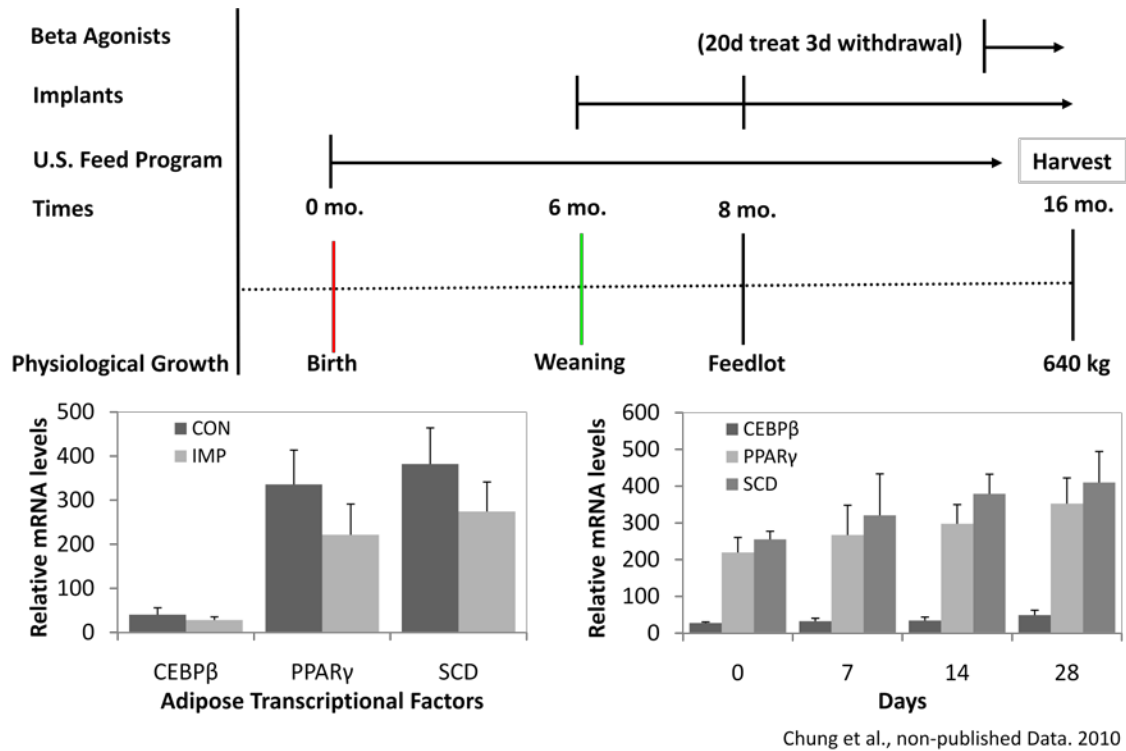 Beta Agonists
(20d treat 3d withdrawal)
Implants
U.S. Feed Program
Harvest
Times
0 mo.
6 mo.
8 mo.
16 mo.
Physiological Growth
Birth
Weaning
Feedlot
640 kg
Relative mRNA levels
500
400
300
200
100
0
CON
IMP
CEBPβ
PPARγ
SCD
Adipose Transcriptional Factors
Relative mRNA levels
600
500
400
300
200
100
0
CEBPβ
PPARγ
SCD
0
7
14
28
Days
Chung et al., non-published Data. 2010